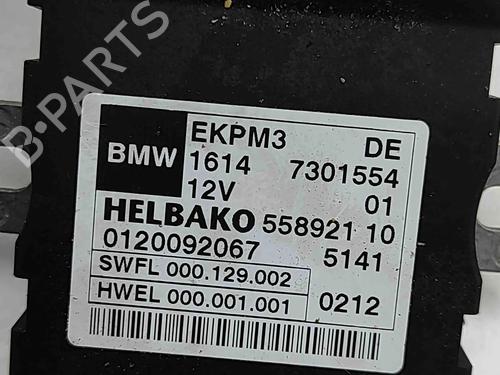 B-PARTS
EKPM3 DE
BMW 1614 7301554
12V 01
HELBAKO 558921 10
0120092067 5141
SWFL 000.129.002
HWEL 000.001.001 0212